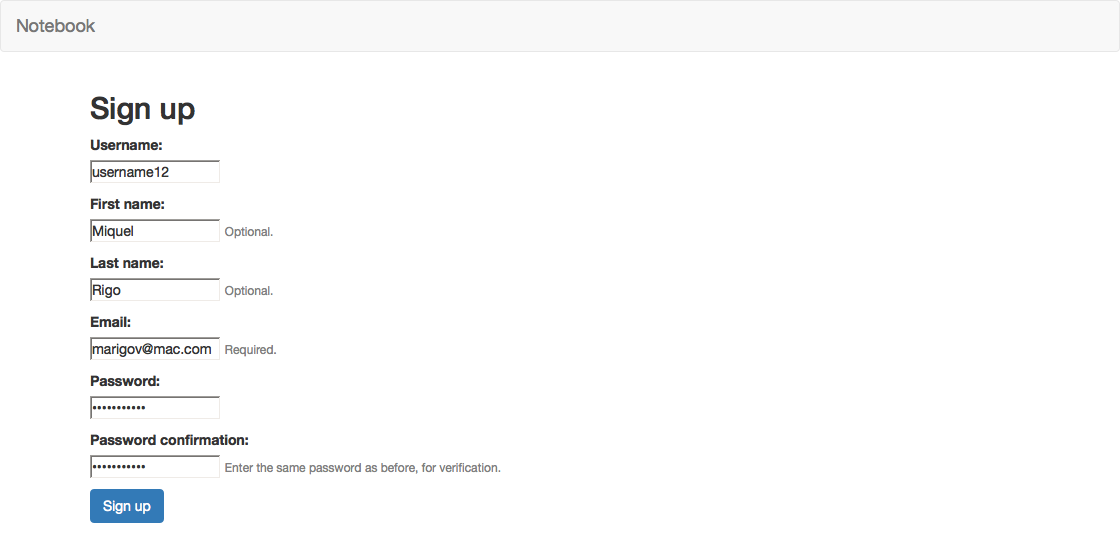 Notebook
Sign up
Username:
username12
First name:
Miquel Optional.
Last name:
Rigo Optional.
Email:
marigov@mac.com Required.
Password:
•••••••••••
Password confirmation:
••••••••••• Enter the same password as before, for verification.
Sign up